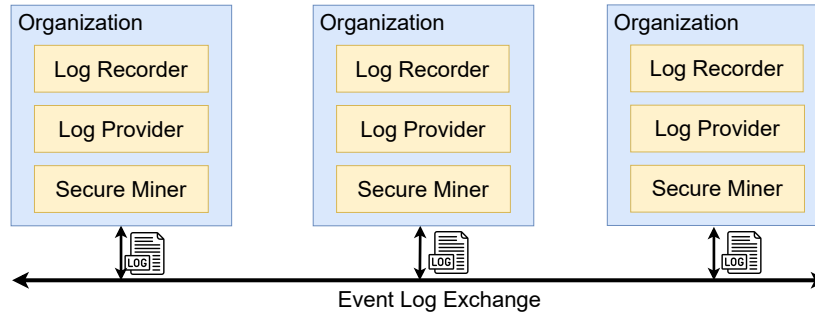 Organization
Log Recorder
Log Provider
Secure Miner
LOG
Organization
Log Recorder
Log Provider
Secure Miner
LOG
Organization
Log Recorder
Log Provider
Secure Miner
LOG
Event Log Exchange